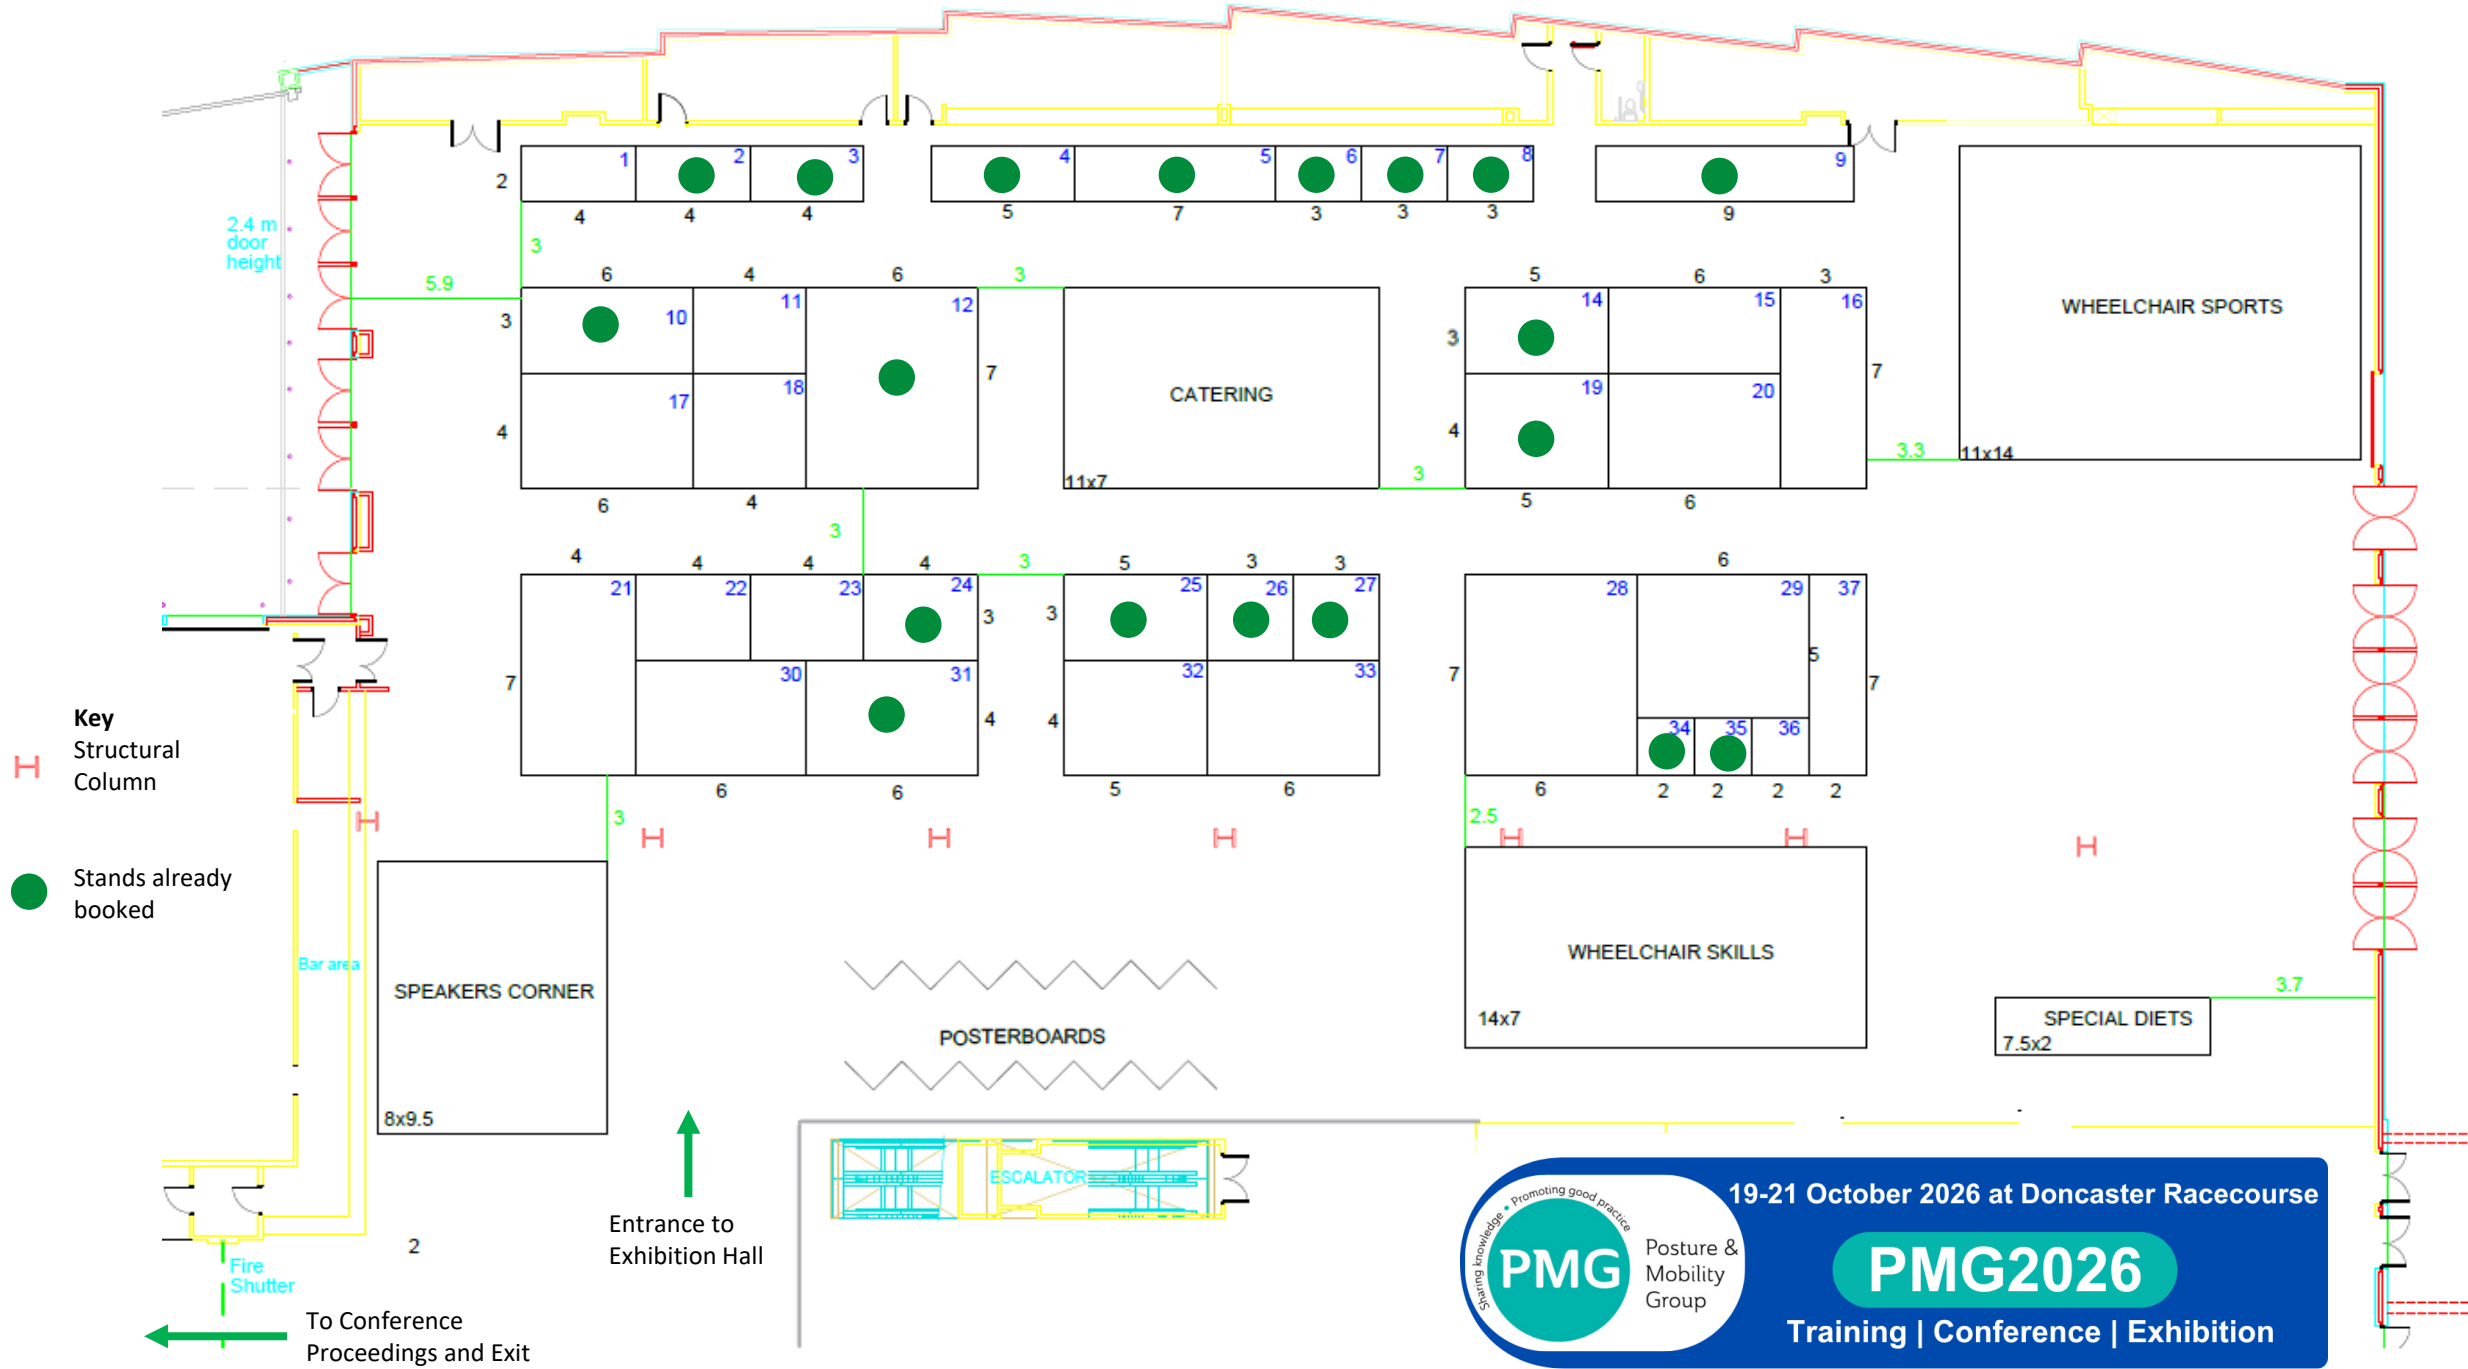 1 2 3 4 5 6 7 8 9
2
4 4 4 5 7 3 3 3 9
2.4 m
door
height
3
5.9
6 4 6 3 5 6 3
10 11 12 14 15 16
3 3
WHEELCHAIR SPORTS
7 7
CATERING
17 18 19 20
4 4
3.3
11x14
11x7
3
6 4 5 6
3
4 4 4 4 3 5 3 3 6
21 22 23 24 25 26 27 28 29 37
3 3
5
30 31 32 33
7 7 7
4 4
34 35 36
6 6 5 6 6 2 2 2 2
3
2.5
Key
Structural
Column
Stands already
booked
Bar area
SPEAKERS CORNER
8x9.5
POSTERBOARDS
WHEELCHAIR SKILLS
14x7
3.7
SPECIAL DIETS
7.5x2
ESCALATOR
Entrance to
Exhibition Hall
2
Fire
Shutter
To Conference
Proceedings and Exit
Sharing knowledge • Promoting good practice
PMG
Posture &
Mobility
Group
19-21 October 2026 at Doncaster Racecourse
PMG2026
Training | Conference | Exhibition